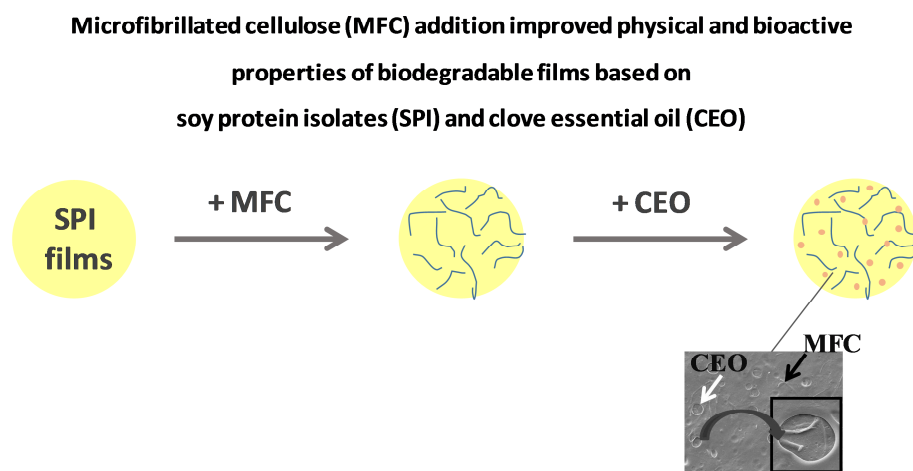 Microfibrillated cellulose (MFC) addition improved physical and bioactive
properties of biodegradable films based on
soy protein isolates (SPI) and clove essential oil (CEO)
SPI
films
+ MFC
+ CEO
CEO
MFC